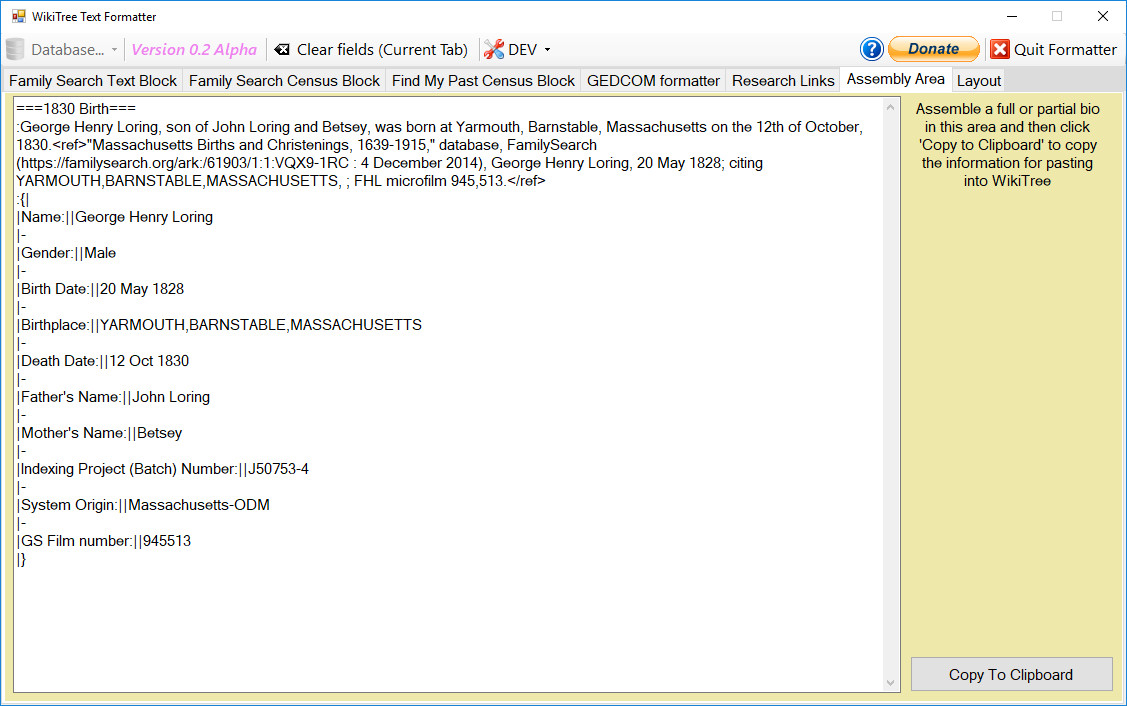 WikiTree Text Formatter
Database... Version 0.2 Alpha Clear fields (Current Tab) DEV ? Donate Quit Formatter
Family Search Text Block Family Search Census Block Find My Past Census Block GEDCOM formatter Research Links Assembly Area Layout
===1830 Birth===
:George Henry Loring, son of John Loring and Betsey, was born at Yarmouth, Barnstable, Massachusetts on the 12th of October,
1830.<ref>"Massachusetts Births and Christenings, 1639-1915," database, FamilySearch
(https://familysearch.org/ark:/61903/1:1:VQX9-1RC : 4 December 2014), George Henry Loring, 20 May 1828; citing
YARMOUTH,BARNSTABLE,MASSACHUSETTS, ; FHL microfilm 945,513.</ref>
:{|
|Name:||George Henry Loring
|-
|Gender:||Male
|-
|Birth Date:||20 May 1828
|-
|Birthplace:||YARMOUTH,BARNSTABLE,MASSACHUSETTS
|-
|Death Date:||12 Oct 1830
|-
|Father's Name:||John Loring
|-
|Mother's Name:||Betsey
|-
|Indexing Project (Batch) Number:||J50753-4
|-
|System Origin:||Massachusetts-ODM
|-
|GS Film number:||945513
|}
Assemble a full or partial bio
in this area and then click
'Copy to Clipboard' to copy
the information for pasting
into WikiTree
Copy To Clipboard